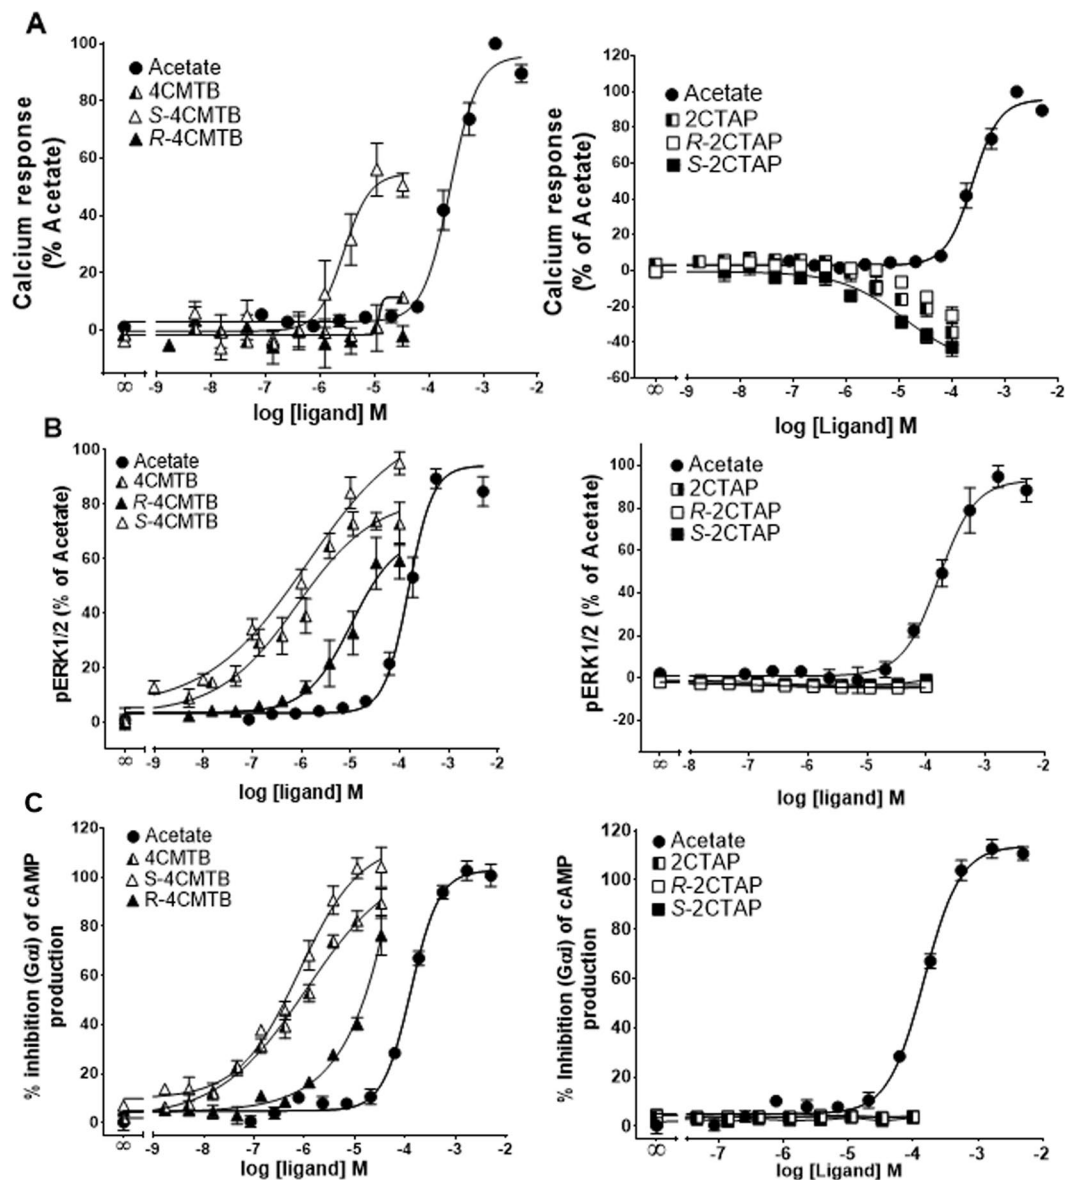 A
Calcium response
(% Acetate)
100
80
60
40
20
0
Acetate
4CMTB
S-4CMTB
R-4CMTB
∞ -9 -8 -7 -6 -5 -4 -3 -2
log [ligand] M
Calcium response
(% of Acetate)
120
100
80
60
40
20
0
-20
-40
-60
Acetate
2CTAP
R-2CTAP
S-2CTAP
∞ -9 -8 -7 -6 -5 -4 -3 -2
log [Ligand] M
B
pERK1/2 (% of Acetate)
100
80
60
40
20
0
Acetate
4CMTB
R-4CMTB
S-4CMTB
∞ -9 -8 -7 -6 -5 -4 -3 -2
log [ligand] M
pERK1/2 (% of Acetate)
100
80
60
40
20
0
-20
Acetate
2CTAP
R-2CTAP
S-2CTAP
∞ -8 -7 -6 -5 -4 -3 -2
log [ligand] M
C
% inhibition (Gαi) of cAMP
production
120
100
80
60
40
20
0
Acetate
4CMTB
S-4CMTB
R-4CMTB
∞ -9 -8 -7 -6 -5 -4 -3 -2
log [ligand] M
% Inhibition (Gαi) of cAMP
production
120
100
80
60
40
20
0
Acetate
2CTAP
R-2CTAP
S-2CTAP
∞ -7 -6 -5 -4 -3 -2
log [Ligand] M